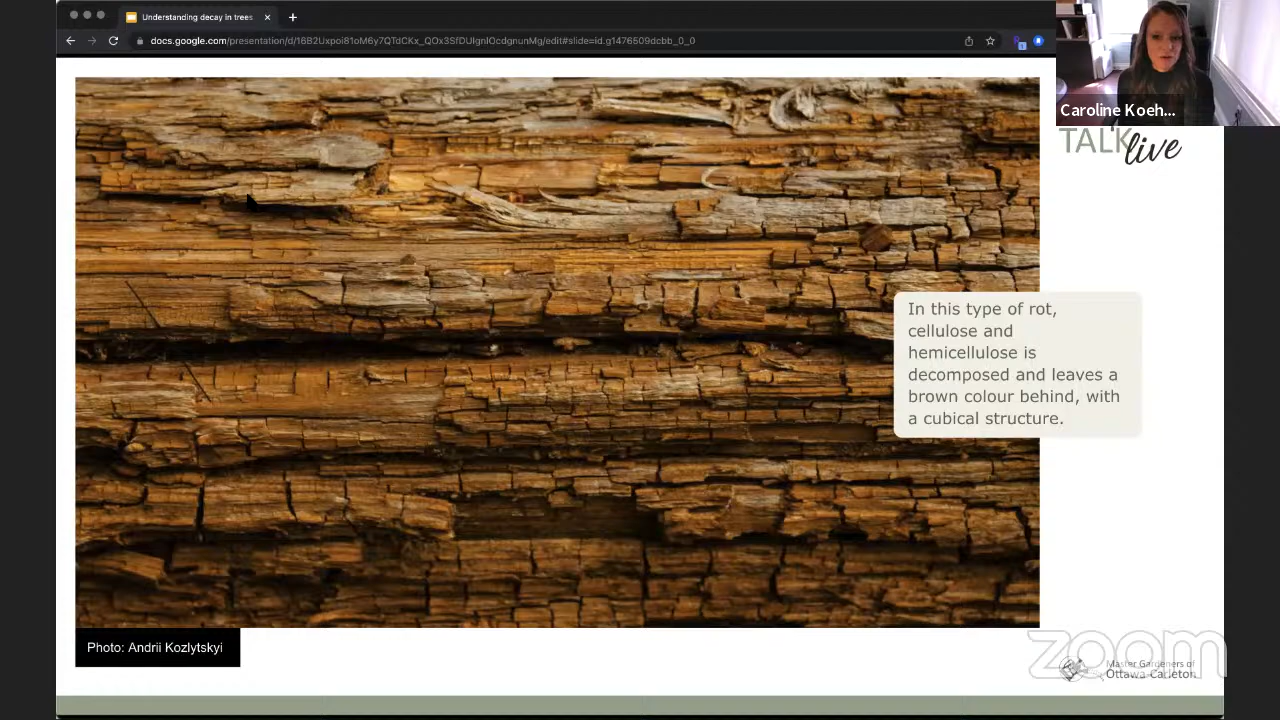 Understanding decay in trees
docs.google.com/presentation/d/16B2Uxpoi81oM6y7QTdCKx_QOx3SfDUIgnlOcdgnunMg/edit#slide=id.g1476509dcbb_0_0
Caroline Koeh...
TALK
live
In this type of rot,
cellulose and
hemicellulose is
decomposed and leaves a
brown colour behind, with
a cubical structure.
Photo: Andrii Kozlytskyi
zoom
Master Gardeners of
Ottawa-Carleton